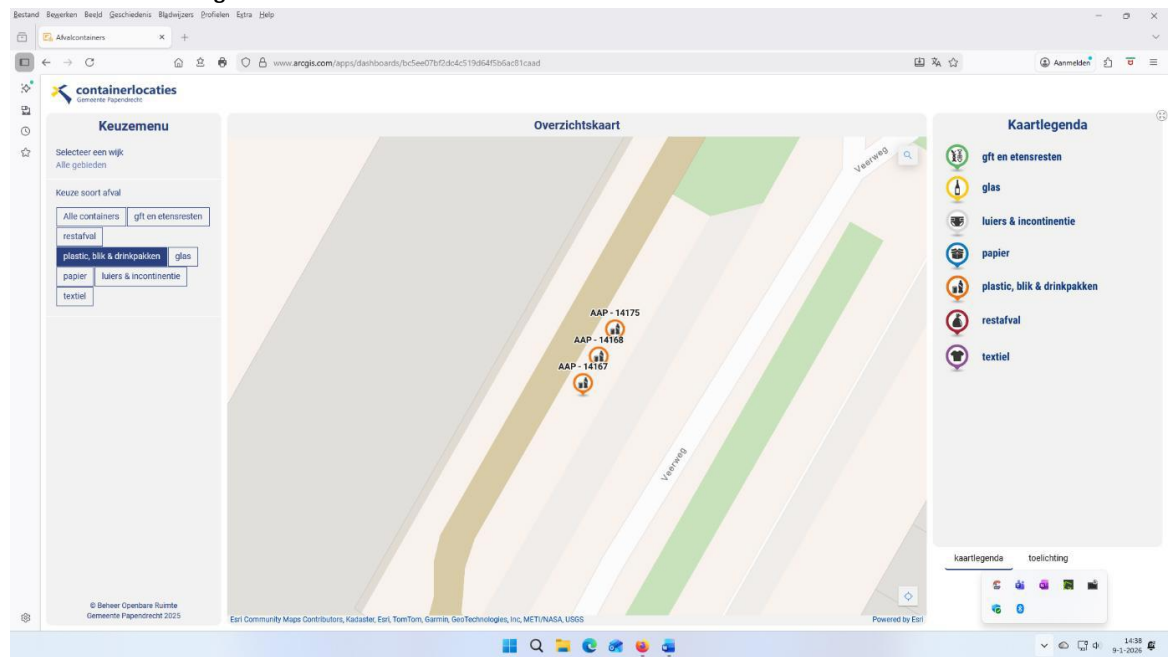 Bestand Bewerken Beeld Geschiedenis Bladwijzers Profielen Extra Help
Afvalcontainers
www.arcgis.com/apps/dashboards/bc5ee07bf2dc4c519d64f5b6ac81caad
Aanmelden
containerlocaties
Gemeente Papendrecht
Keuzemenu
Selecteer een wijk
Alle gebieden
Keuze soort afval
Alle containers gft en etensresten
restafval
plastic, blik & drinkpakken glas
papier luiers & incontinentie
textiel
© Beheer Openbare Ruimte
Gemeente Papendrecht 2025
Overzichtskaart
Veerweg
AAP - 14175
AAP - 14168
AAP - 14167
Veerweg
Esri Community Maps Contributors, Kadaster, Esri, TomTom, Garmin, GeoTechnologies, Inc, METI/NASA, USGS
Powered by Esri
Kaartlegenda
gft en etensresten
glas
luiers & incontinentie
papier
plastic, blik & drinkpakken
restafval
textiel
kaartlegenda toelichting
14:38
9-1-2026